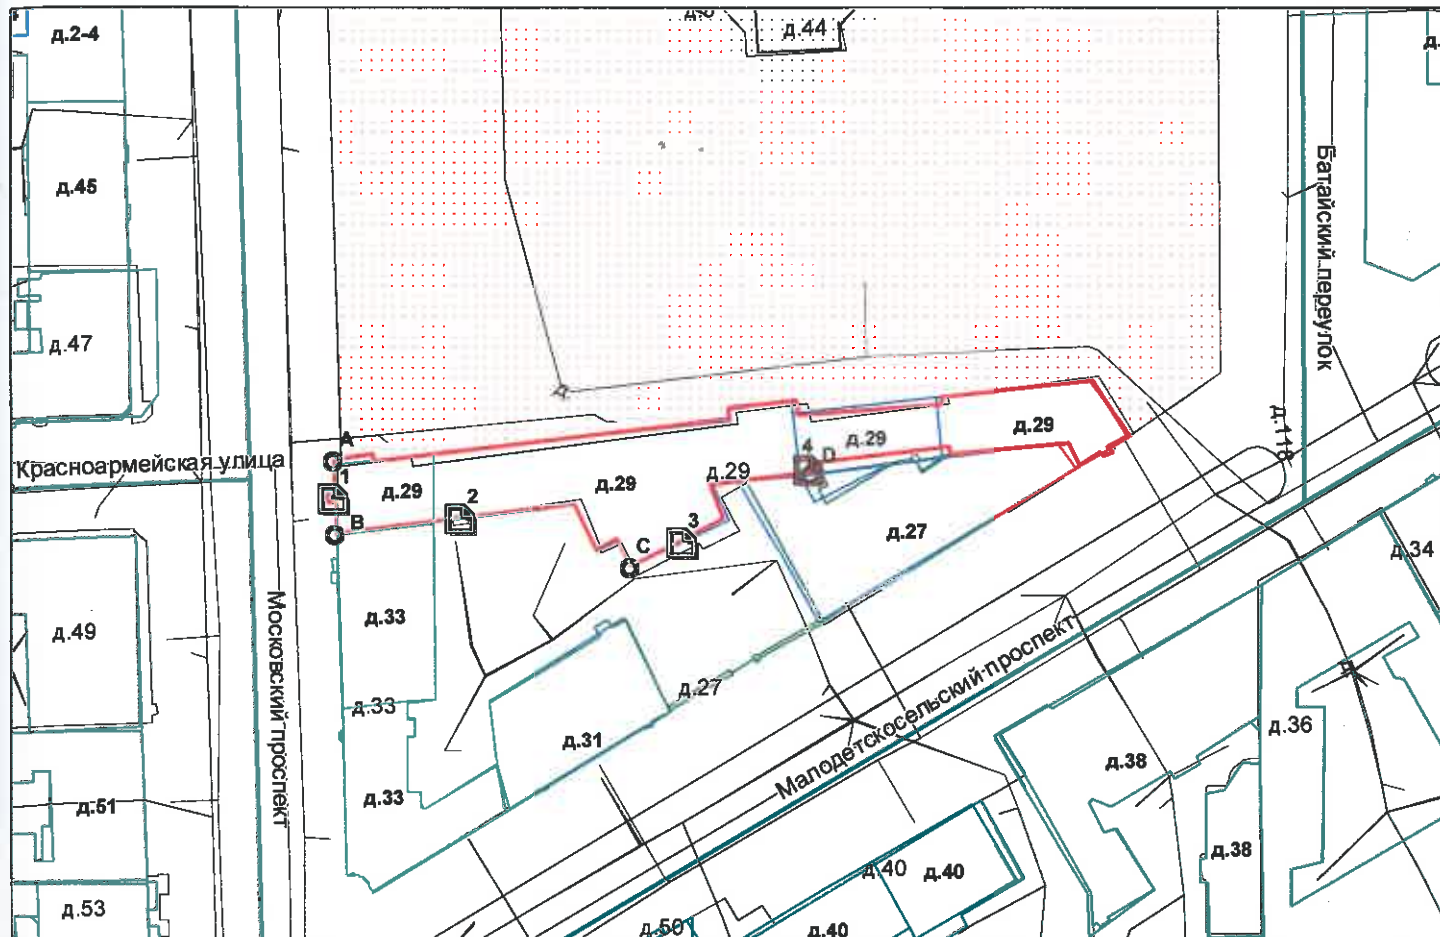 д.2-4
д.44
д.45
Батайский переулок
д.47
А
д.118
Красноармейская улица
1
д.29
2
д.29
д.29
4
D
д.29
д.29
B
3
C
д.27
д.34
д.49
д.33
Московский проспект
д.33
д.27
д.31
Малодетскосельский проспект
д.36
д.38
д.51
д.33
д.38
д.40
д.40
д.53
д.50
д.40